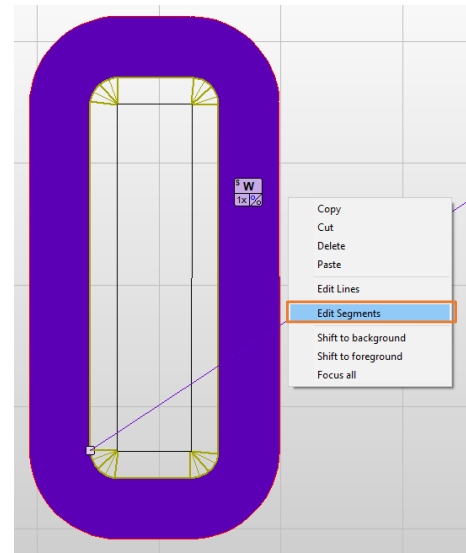 s W
1x %
Copy
Cut
Delete
Paste
Edit Lines
Edit Segments
Shift to background
Shift to foreground
Focus all